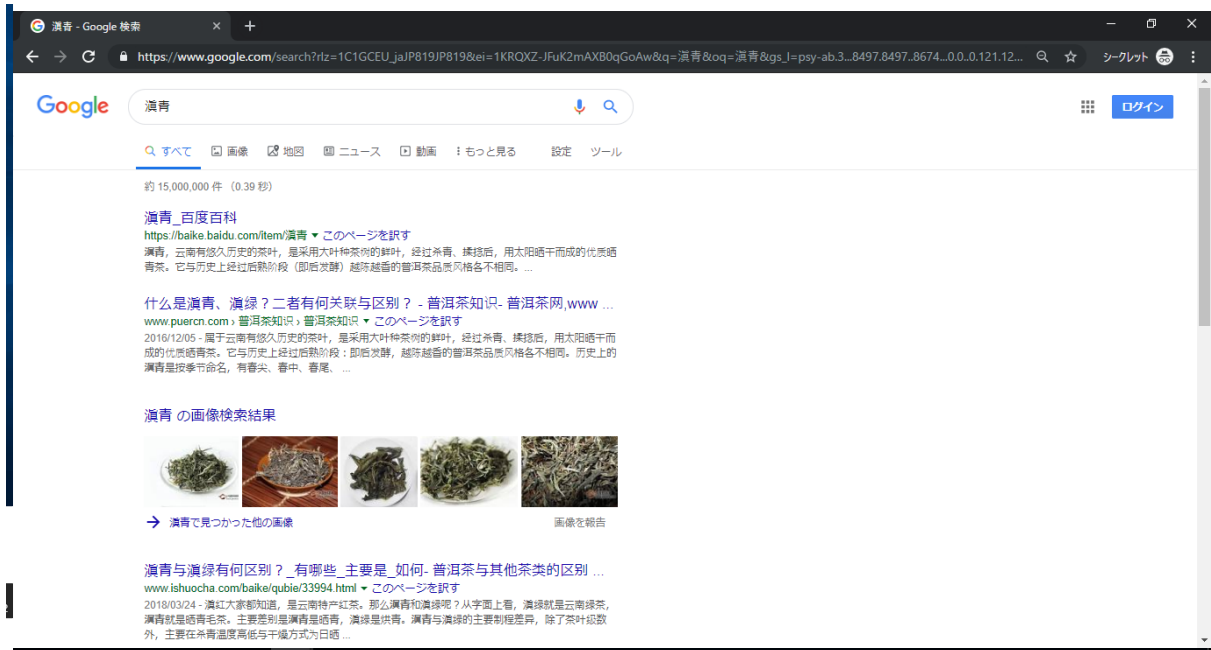 滇青 - Google 検索
https://www.google.com/search?rlz=1C1GCEU_jaJP819JP819&ei=1KRQXZ-JFuK2mAXB0qGoAw&q=滇青&oq=滇青&gs_l=psy-ab.3...8497.8497..8674...0.0..0.121.12... シークレット
Google 滇青 ログイン
すべて 画像 地図 ニュース 動画 もっと見る 設定 ツール
約 15,000,000 件 （0.39 秒）
滇青_百度百科
https://baike.baidu.com/item/滇青 ▼ このページを訳す
滇青，云南有悠久历史的茶叶，是采用大叶种茶树的鲜叶，经过杀青、揉捻后，用太阳晒干而成的优质晒
青茶。它与历史上经过后熟阶段（即后发酵）越陈越香的普洱茶品质风格各不相同。...
什么是滇青、滇绿？二者有何关联与区别？ - 普洱茶知识- 普洱茶网,www ...
www.puercn.com › 普洱茶知识 › 普洱茶知识 ▼ このページを訳す
2016/12/05 - 属于云南有悠久历史的茶叶，是采用大叶种茶树的鲜叶，经过杀青、揉捻后，用太阳晒干而
成的优质晒青茶。它与历史上经过后熟阶段：即后发酵，越陈越香的普洱茶品质风格各不相同。历史上的
滇青是按季节命名，有春尖、春中、春尾、 ...
滇青 の画像検索結果
滇青で見つかった他の画像 画像を報告
滇青与滇绿有何区别？_有哪些_主要是_如何- 普洱茶与其他茶类的区别 ...
www.ishuocha.com/baike/qubie/33994.html ▼ このページを訳す
2018/03/24 - 滇红大家都知道，是云南特产红茶。那么滇青和滇绿呢？从字面上看，滇绿就是云南绿茶，
滇青就是晒青毛茶。主要差别是滇青是晒青，滇绿是烘青。滇青与滇绿的主要制程差异，除了茶叶级数
外，主要在杀青温度高低与干燥方式为日晒 ...